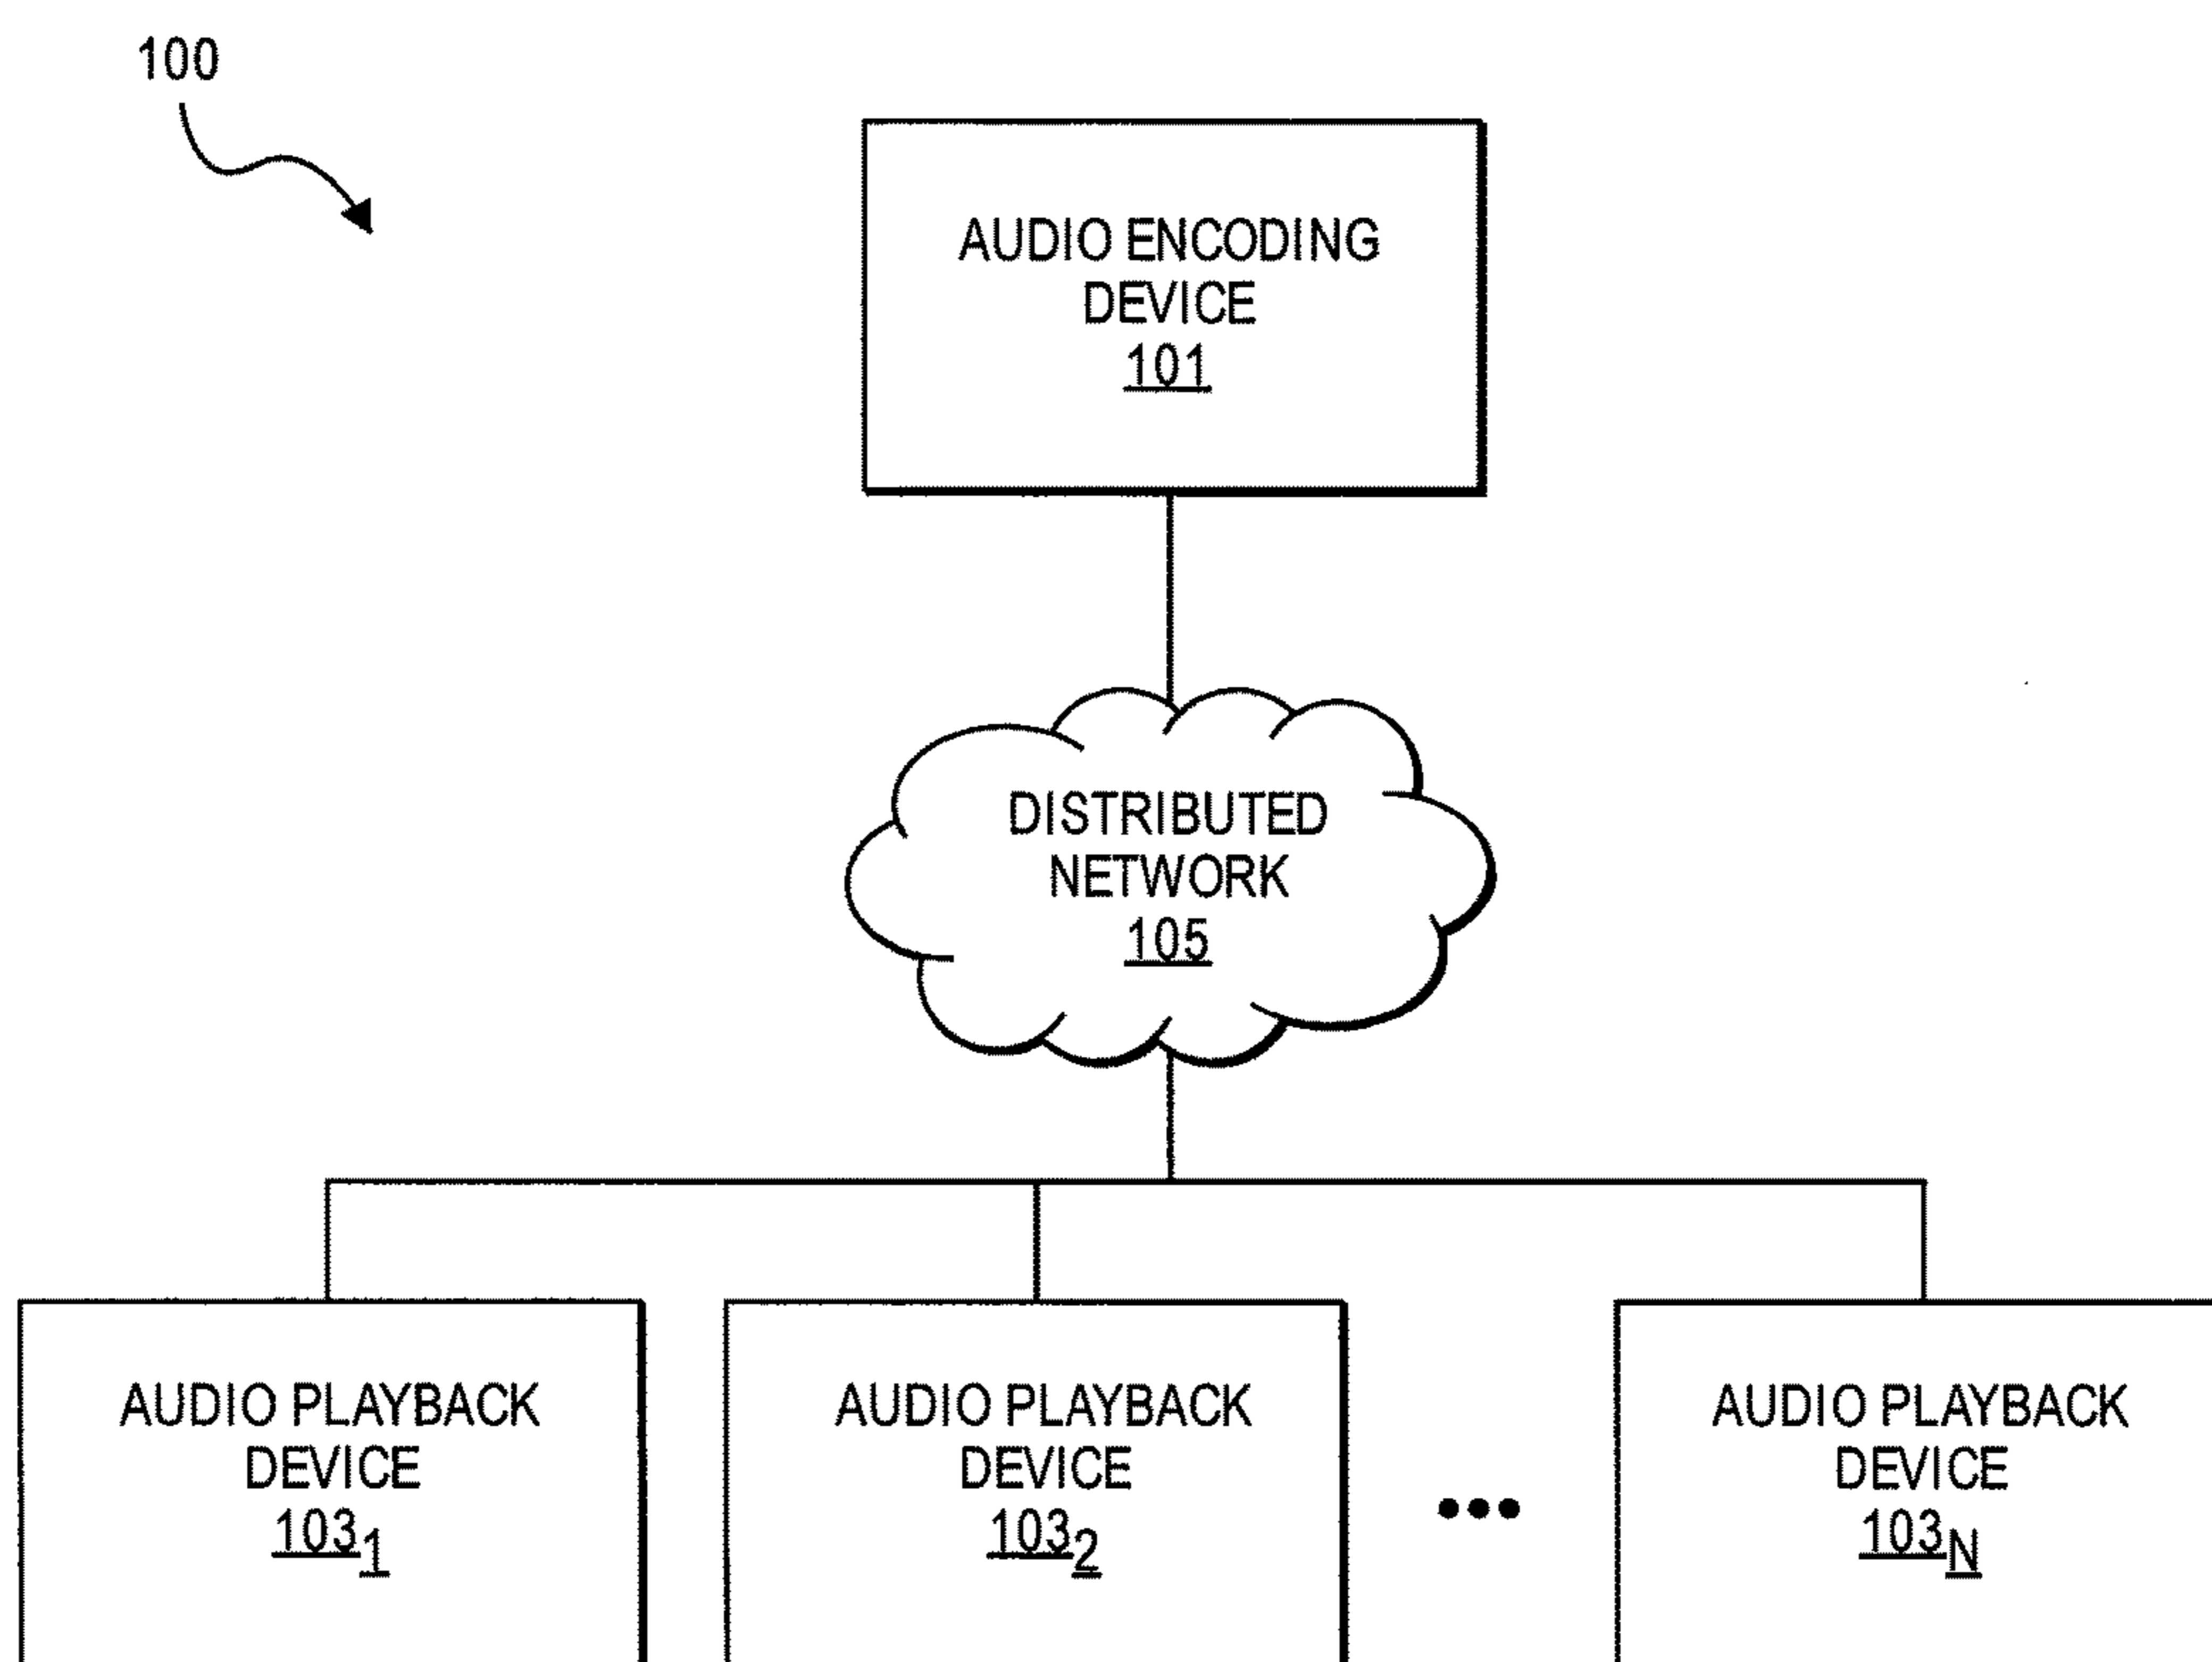 100
AUDIO ENCODING
DEVICE
101
DISTRIBUTED
NETWORK
105
AUDIO PLAYBACK
DEVICE
103₁
AUDIO PLAYBACK
DEVICE
103₂
•••
AUDIO PLAYBACK
DEVICE
103N